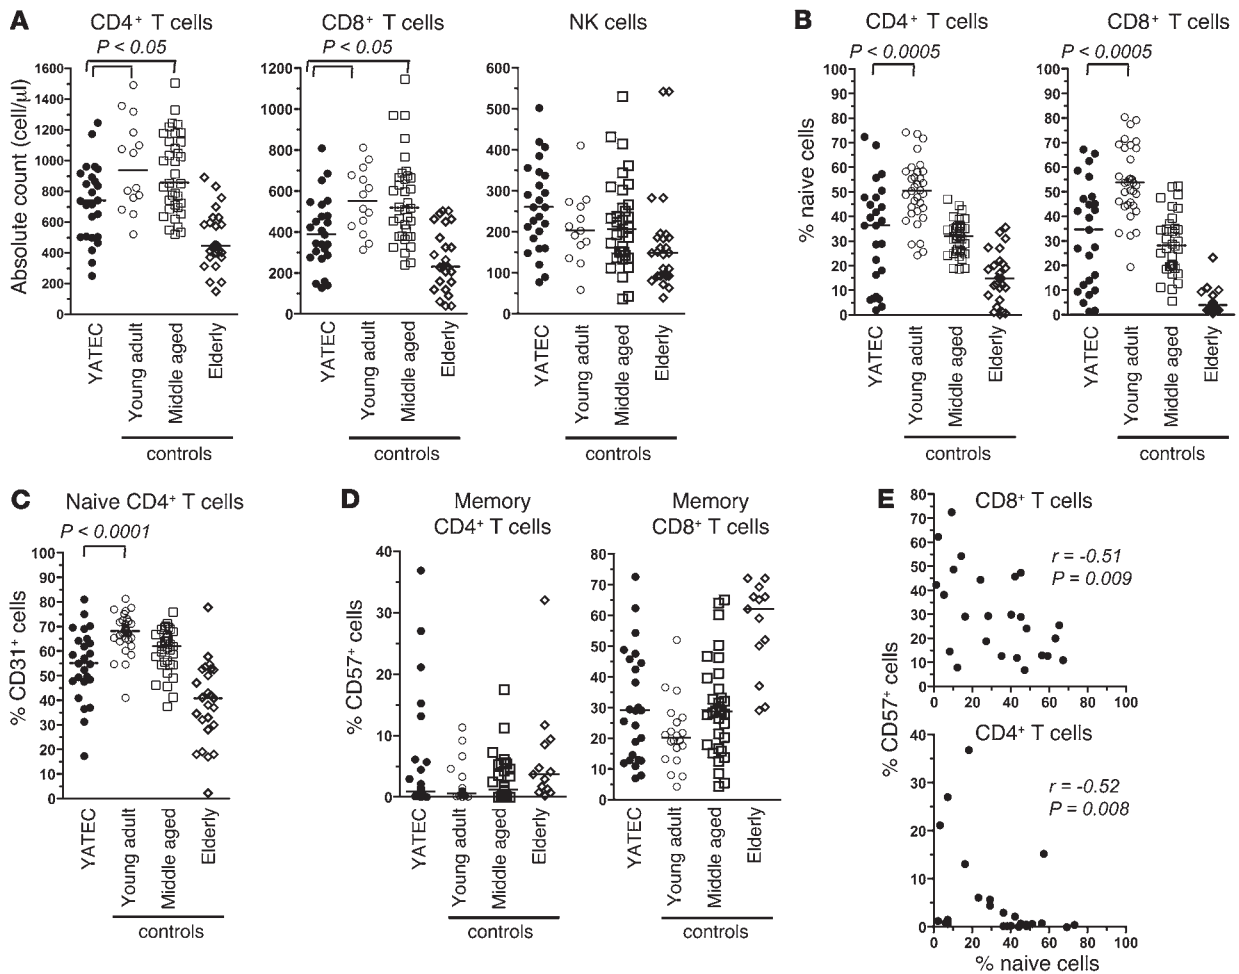 A
CD4+ T cells
P < 0.05
Absolute count (cell/μl)
1600
1400
1200
1000
800
600
400
200
0
YATEC
Young adult
Middle aged
Elderly
controls
CD8+ T cells
P < 0.05
1200
1000
800
600
400
200
0
YATEC
Young adult
Middle aged
Elderly
controls
NK cells
600
500
400
300
200
100
0
YATEC
Young adult
Middle aged
Elderly
controls
B
CD4+ T cells
P < 0.0005
% naive cells
100
90
80
70
60
50
40
30
20
10
0
YATEC
Young adult
Middle aged
Elderly
controls
CD8+ T cells
P < 0.0005
100
90
80
70
60
50
40
30
20
10
0
YATEC
Young adult
Middle aged
Elderly
controls
C
Naive CD4+ T cells
P < 0.0001
% CD31+ cells
100
90
80
70
60
50
40
30
20
10
0
YATEC
Young adult
Middle aged
Elderly
controls
D
Memory
CD4+ T cells
% CD57+ cells
40
30
20
10
0
YATEC
Young adult
Middle aged
Elderly
controls
Memory
CD8+ T cells
80
70
60
50
40
30
20
10
0
YATEC
Young adult
Middle aged
Elderly
controls
E
CD8+ T cells
r = -0.51
P = 0.009
% CD57+ cells
80
70
60
50
40
30
20
10
0
0 20 40 60 80 100
CD4+ T cells
r = -0.52
P = 0.008
40
30
20
10
0
0 20 40 60 80 100
% naive cells